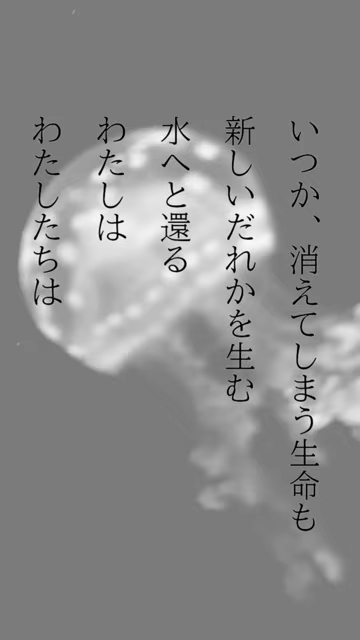 いつか、消えてしまう生命も
新しいだれかを生む
水へと還る
わたしは
わたしたちは